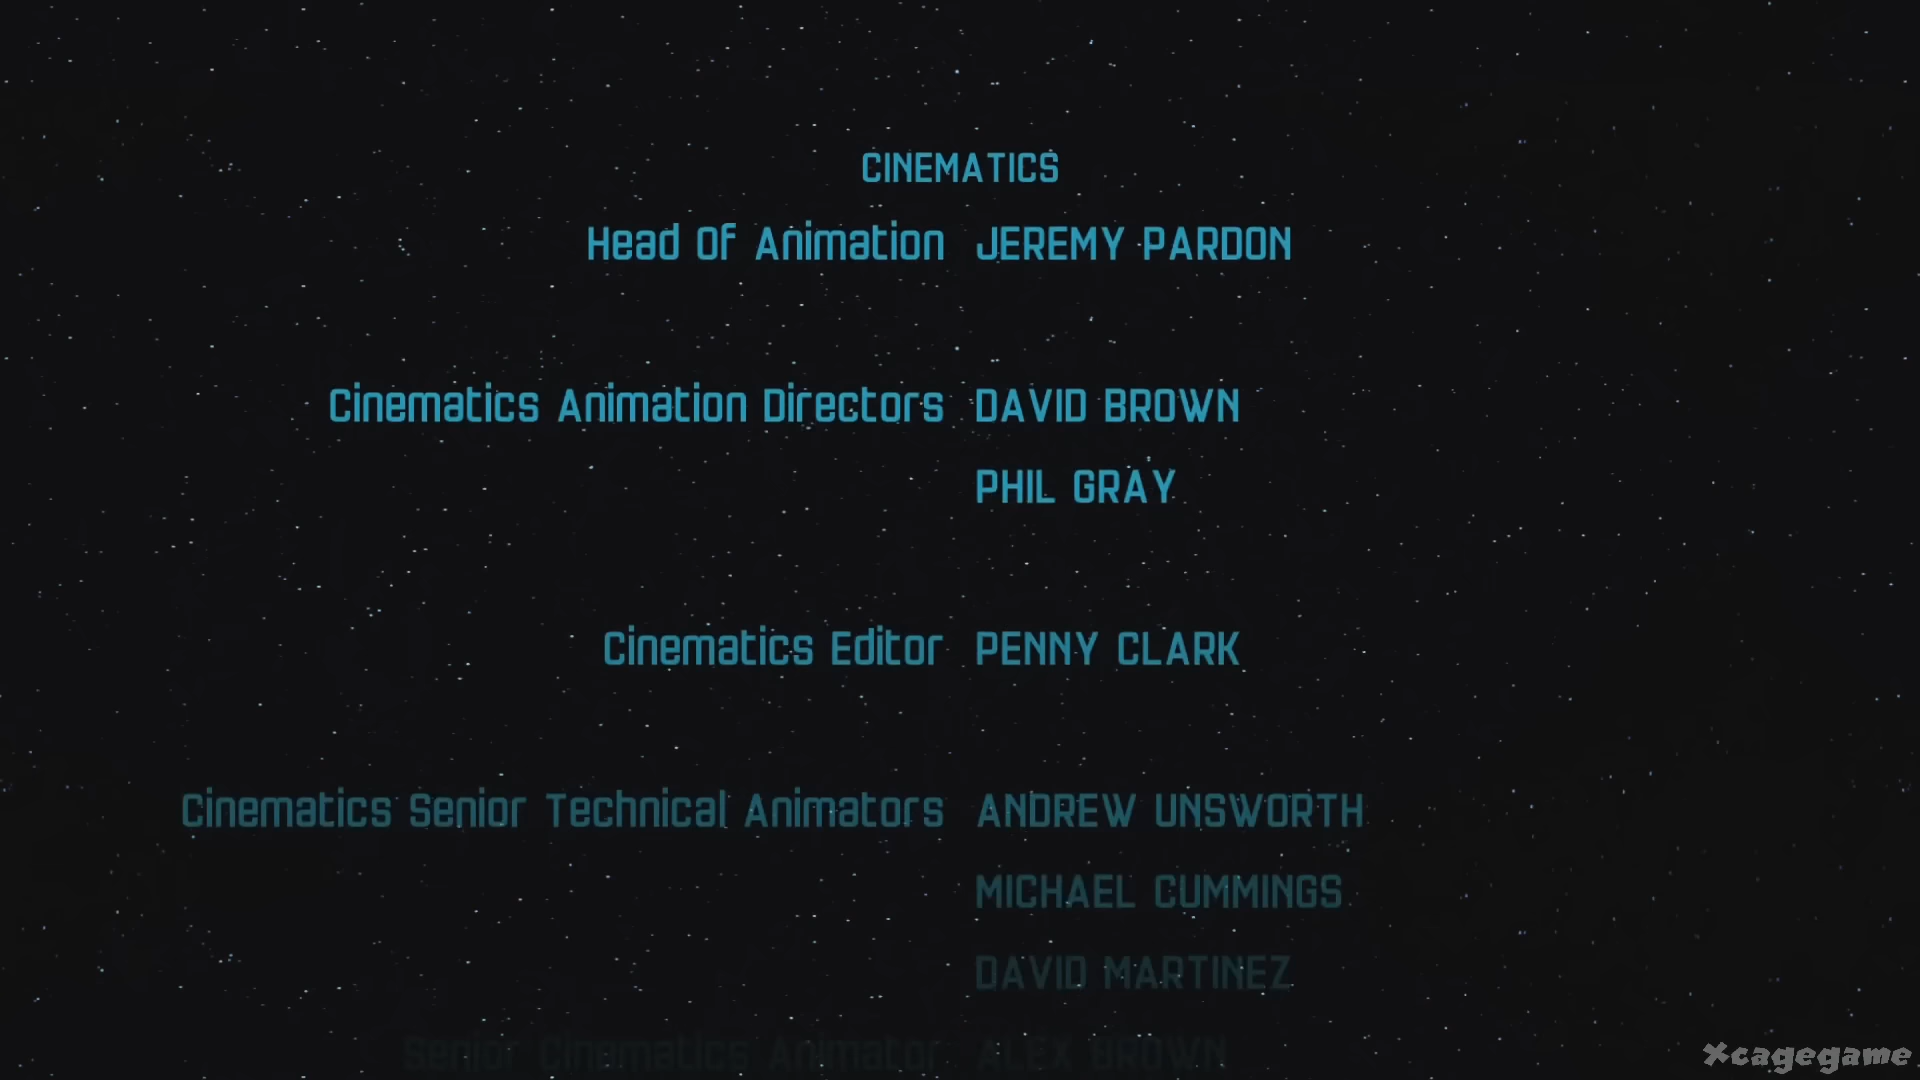 CINEMATICS
Head Of Animation JEREMY PARDON
Cinematics Animation Directors DAVID BROWN
PHIL GRAY
Cinematics Editor PENNY CLARK
Cinematics Senior Technical Animators ANDREW UNSWORTH
MICHAEL CUMMINGS
DAVID MARTINEZ
Senior Cinematics Animator ALEX BROWN
Xcagegame